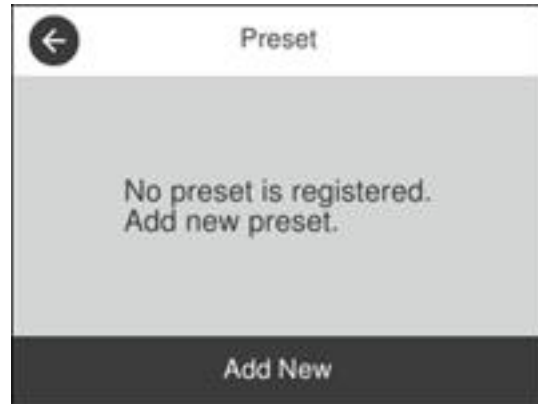 Preset
No preset is registered.
Add new preset.
Add New